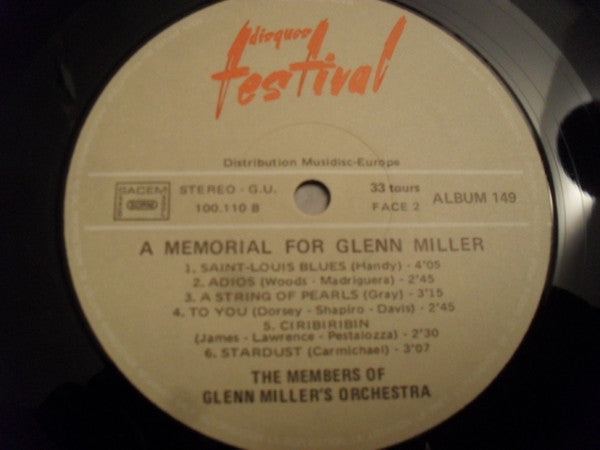 disques
festival
Distribution Musidisc-Europe
SACEM
STEREO - G.U.
33 tours
100.110 B
FACE 2
ALBUM 149
A MEMORIAL FOR GLENN MILLER
1. SAINT-LOUIS BLUES (Handy) - 4'05
2. ADIOS (Woods - Madriguera) - 2'45
3. A STRING OF PEARLS (Gray) - 3'15
4. TO YOU (Dorsey - Shapiro - Davis) - 2'45
5. CIRIBIRIBIN
(James - Lawrence - Pestalozza) - 2'30
6. STARDUST (Carmichael) - 3'07
THE MEMBERS OF
GLENN MILLER'S ORCHESTRA